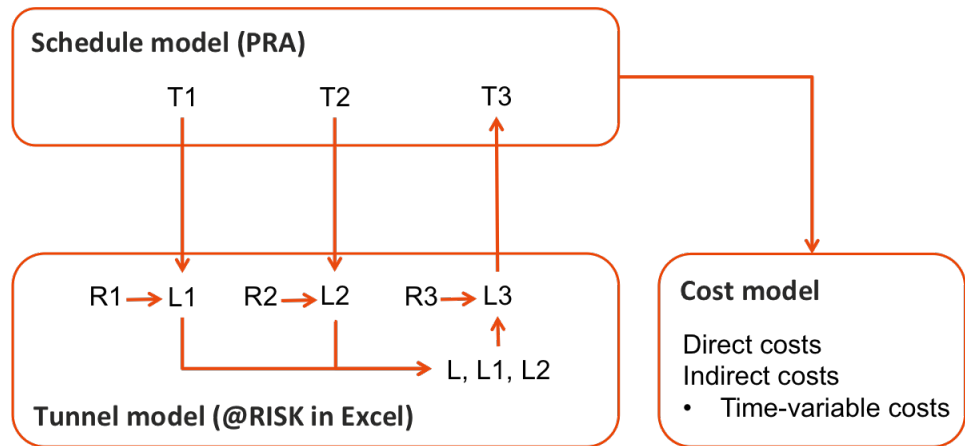 Schedule model (PRA)
T1 T2 T3
R1 L1 R2 L2 R3 L3
L, L1, L2
Tunnel model (@RISK in Excel)
Cost model
Direct costs
Indirect costs
• Time-variable costs